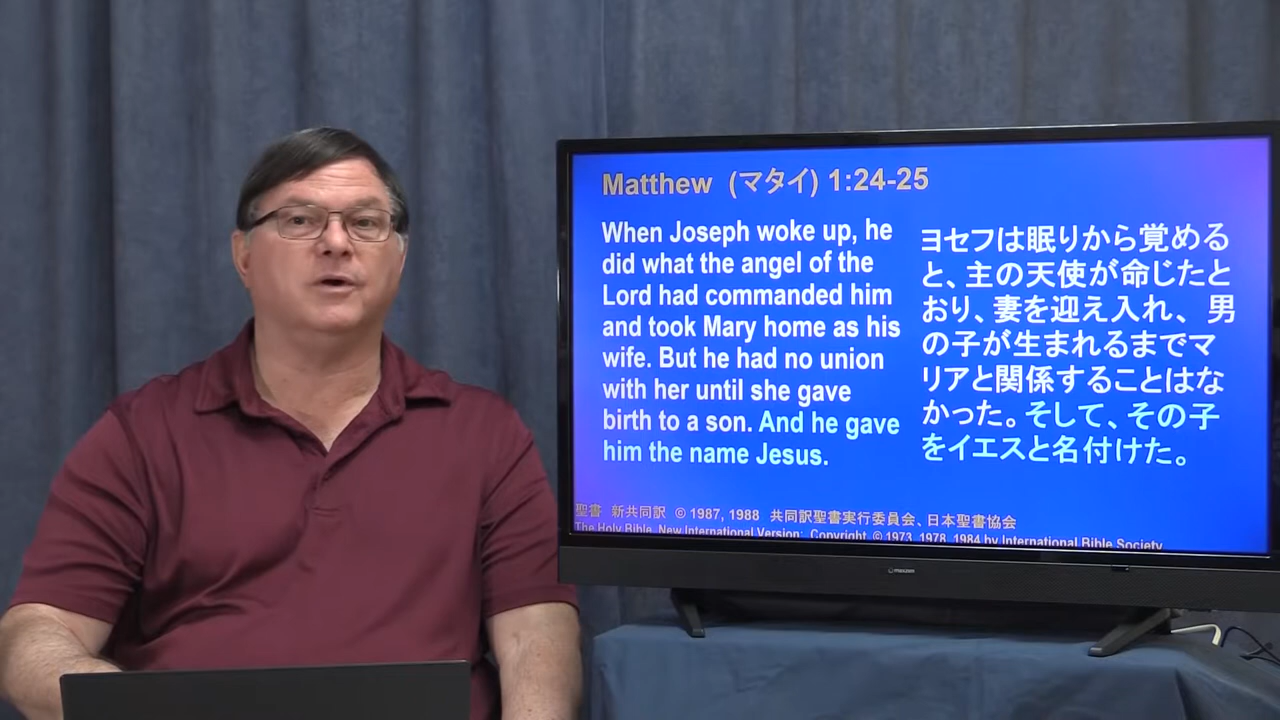 Matthew (マタイ) 1:24-25
When Joseph woke up, he
did what the angel of the
Lord had commanded him
and took Mary home as his
wife. But he had no union
with her until she gave
birth to a son. And he gave
him the name Jesus.
ヨセフは眠りから覚める
と、主の天使が命じたと
おり、妻を迎え入れ、 男
の子が生まれるまでマ
リアと関係することはな
かった。そして、その子
をイエスと名付けた。
聖書 新共同訳 © 1987, 1988 共同訳聖書実行委員会、日本聖書協会
The Holy Bible, New International Version; Copyright © 1973, 1978, 1984 by International Bible Society
maxzen